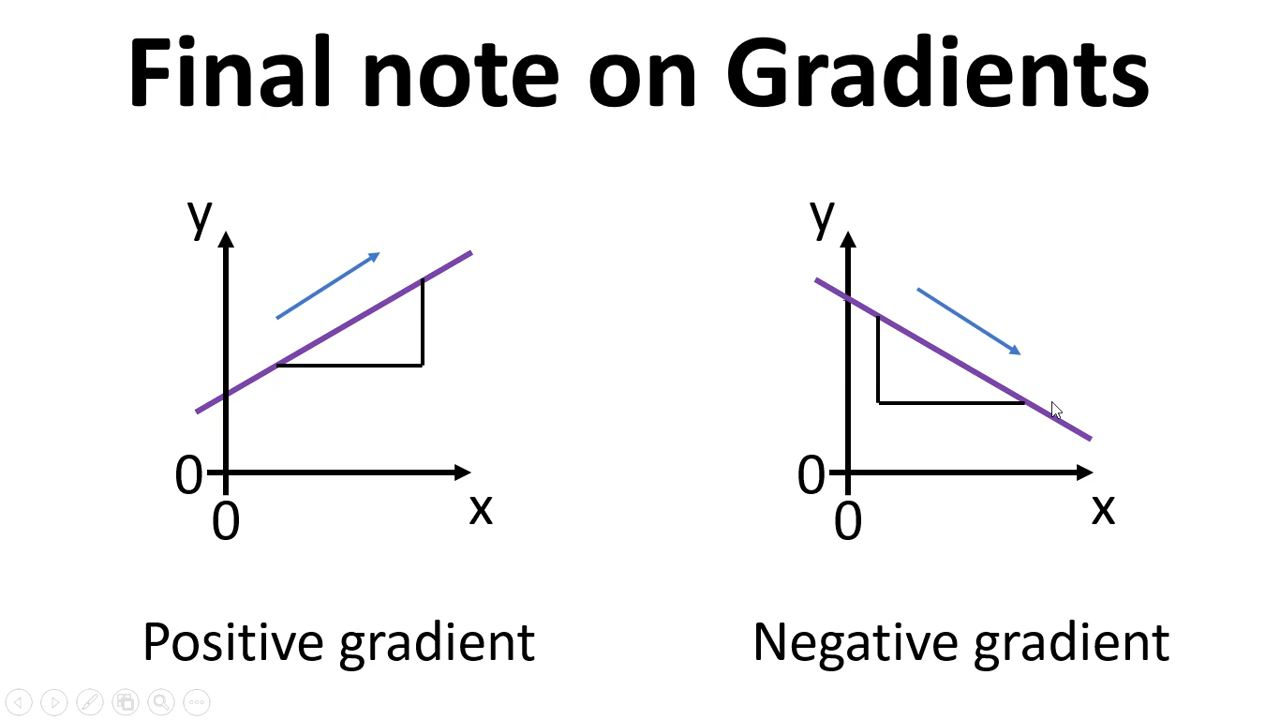 Final note on Gradients
y
0
0
x
y
0
0
x
Positive gradient
Negative gradient